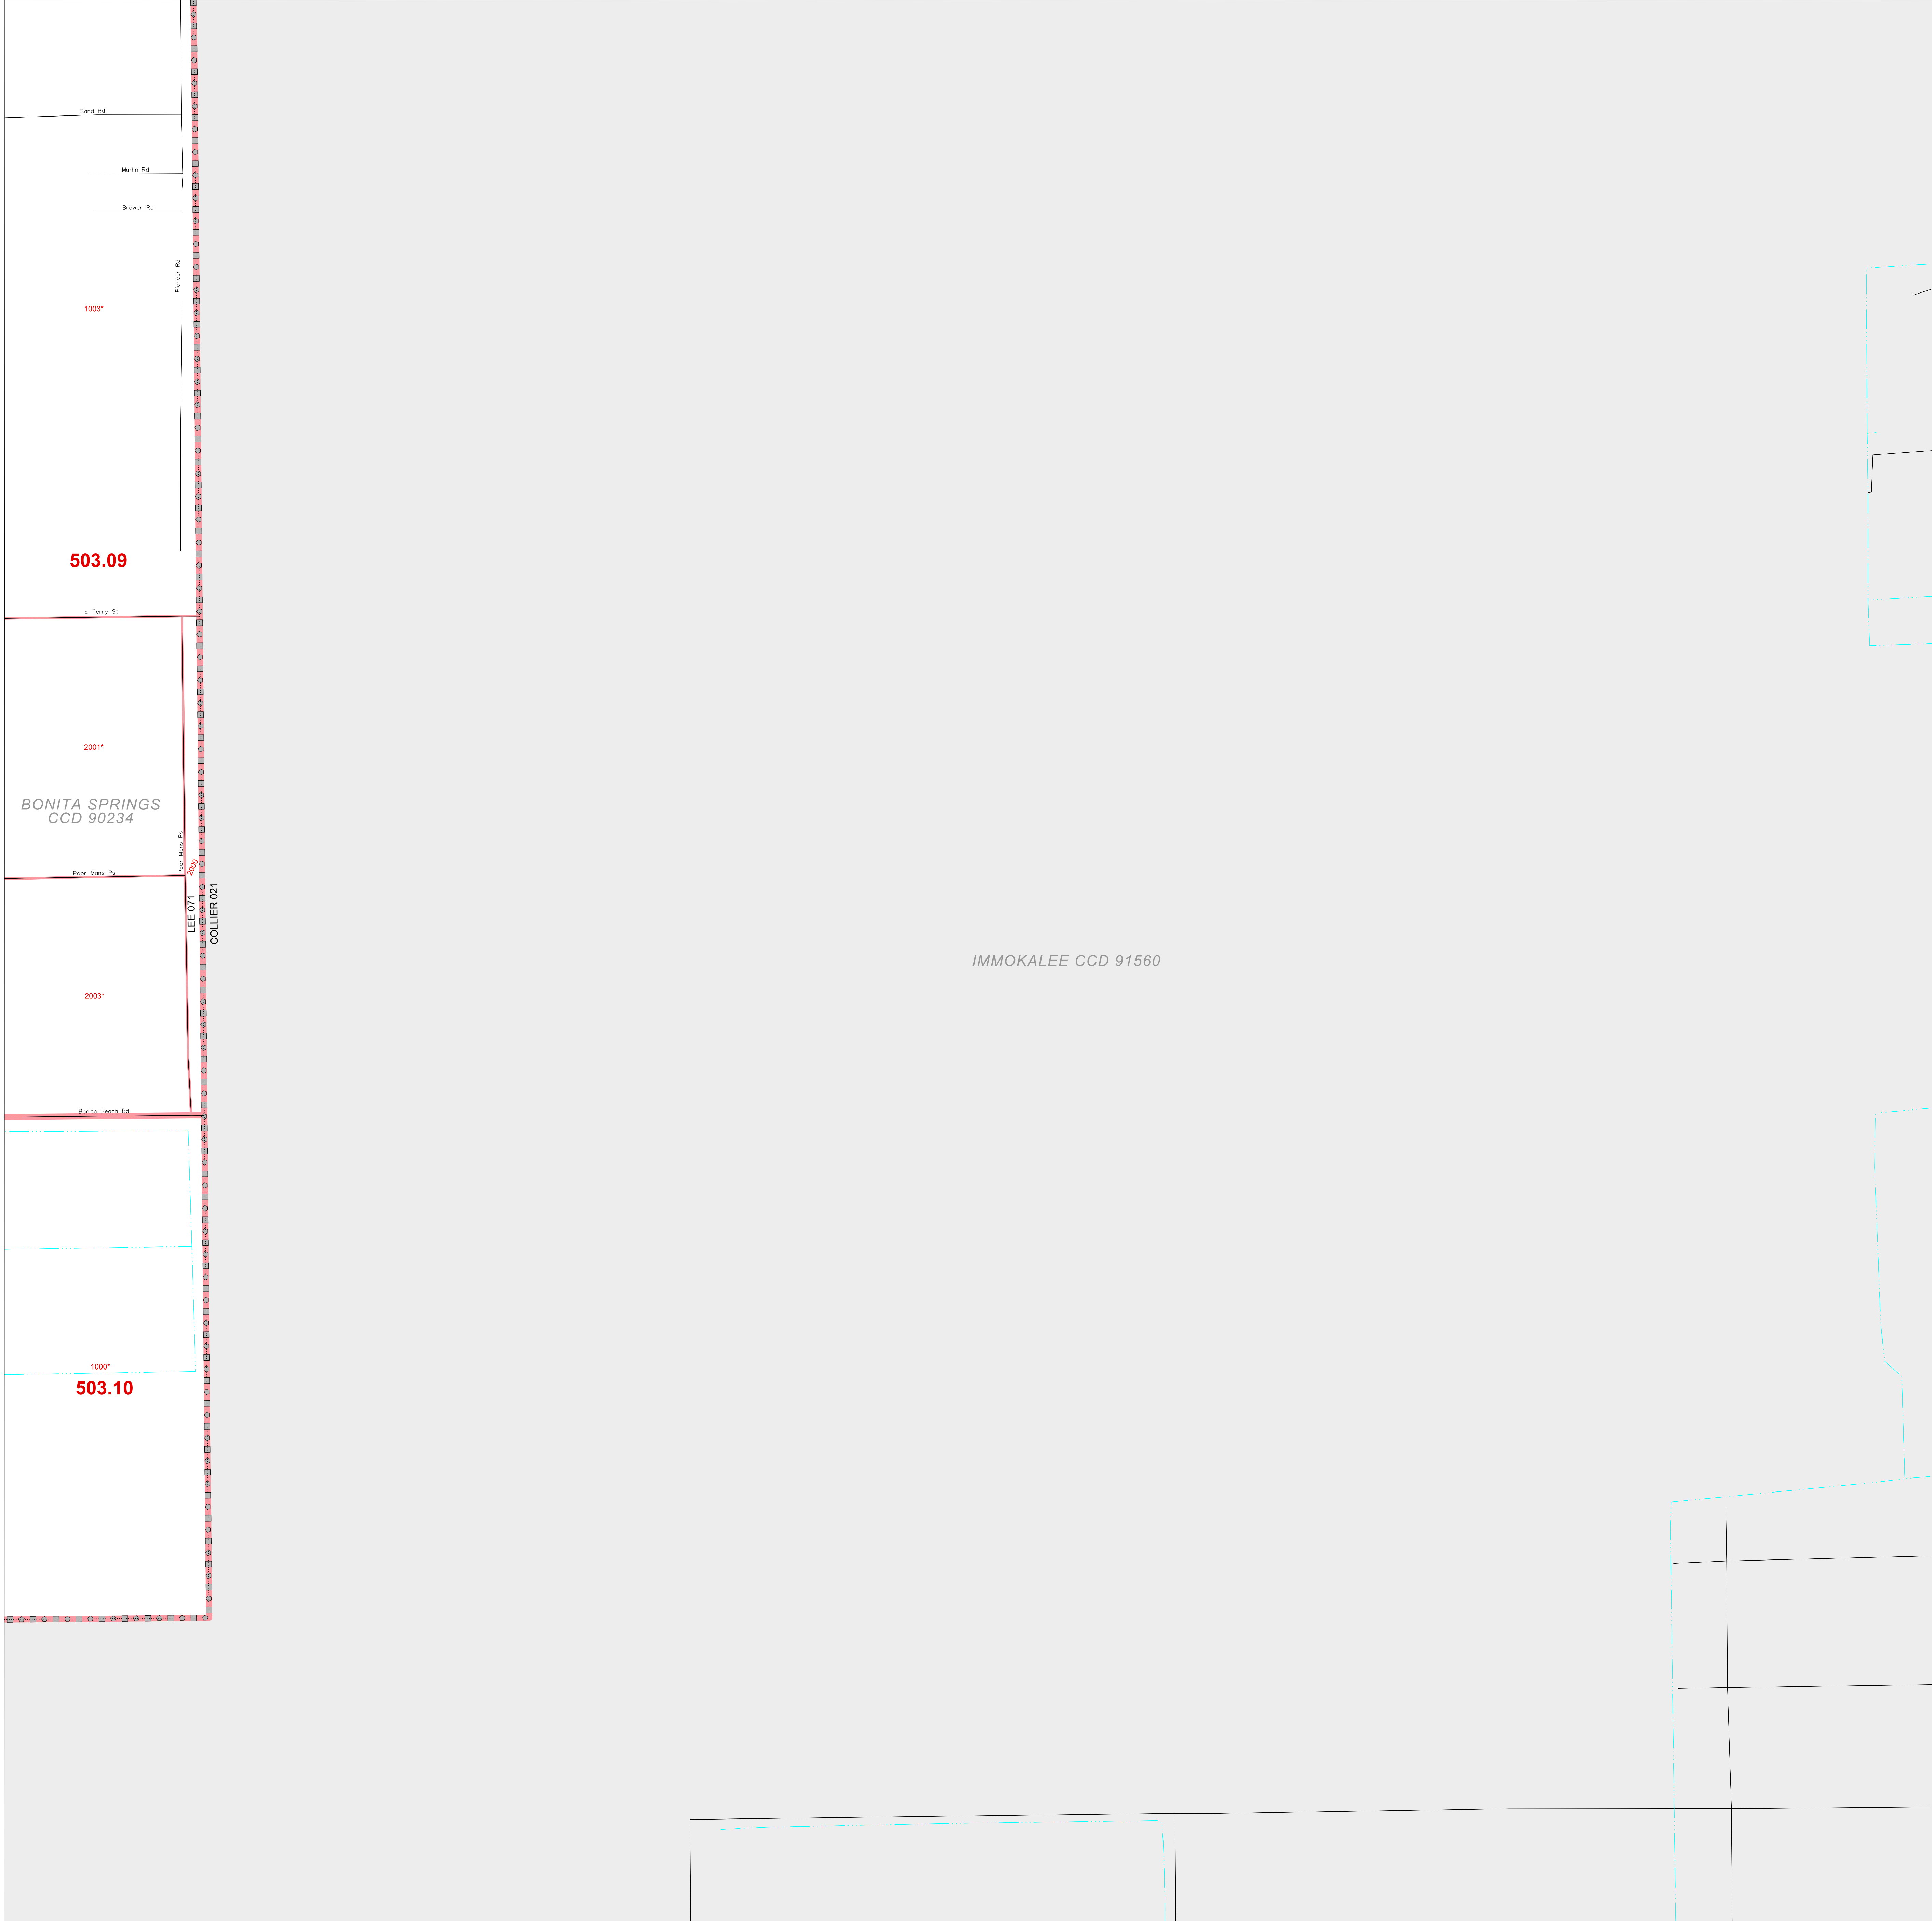 Sand Rd
Murlin Rd
Brewer Rd
Pioneer Rd
1003*
503.09
E Terry St
2001*
BONITA SPRINGS
CCD 90234
Poor Mans Ps
Poor Mans Ps
2000
LEE 071
COLLIER 021
IMMOKALEE CCD 91560
2003*
Bonita Beach Rd
1000*
503.10